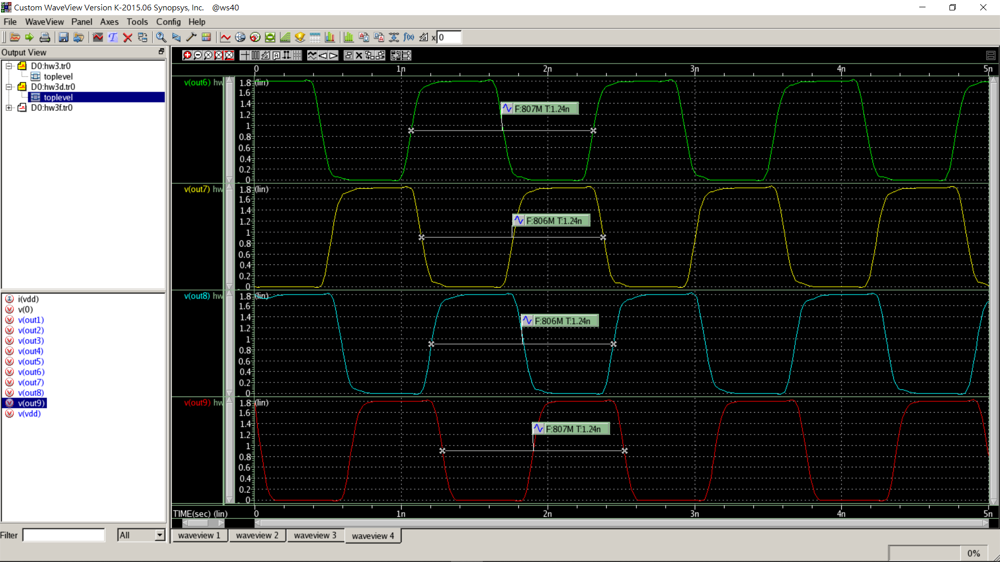 Custom WaveView Version K-2015.06 Synopsys, Inc. @ws40
File WaveView Panel Axes Tools Config Help
x 0
Output View
D0:hw3.tr0
toplevel
D0:hw3d.tr0
toplevel
D0:hw3f.tr0
i(vdd)
v(0)
v(out1)
v(out2)
v(out3)
v(out4)
v(out5)
v(out6)
v(out7)
v(out8)
v(out9)
v(vdd)
Filter All
0 1n 2n 3n 4n 5n
v(out6) hw
1.8 (lin)
1.6
1.4
1.2
1
0.8
0.6
0.4
0.2
0
F:807M T:1.24n
v(out7) hw
1.8 (lin)
1.6
1.4
1.2
1
0.8
0.6
0.4
0.2
0
F:806M T:1.24n
v(out8) hw
1.8 (lin)
1.6
1.4
1.2
1
0.8
0.6
0.4
0.2
0
F:806M T:1.24n
v(out9) hw
1.8 (lin)
1.6
1.4
1.2
1
0.8
0.6
0.4
0.2
0
F:807M T:1.24n
TIME(sec) (lin) 0 1n 2n 3n 4n 5n
waveview 1 waveview 2 waveview 3 waveview 4
0%